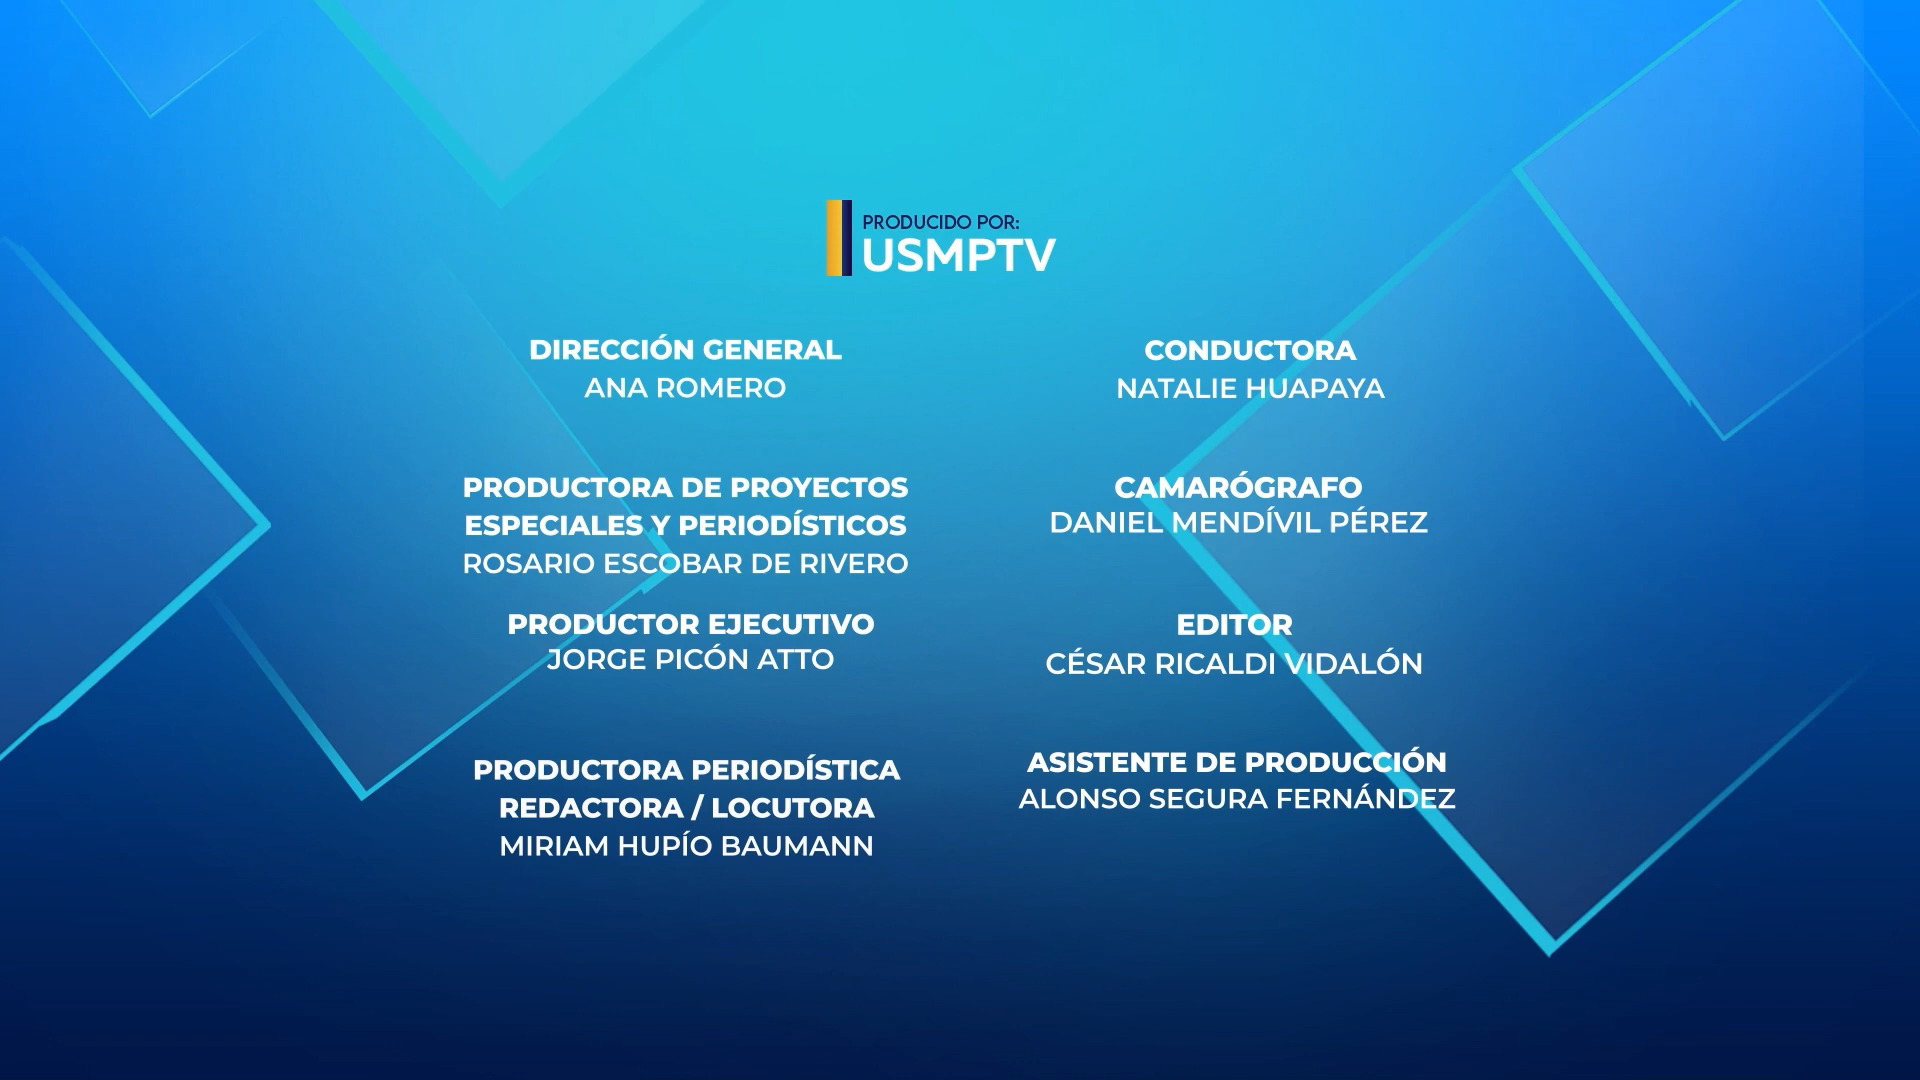 PRODUCIDO POR:
USMPTV
DIRECCIÓN GENERAL
ANA ROMERO
PRODUCTORA DE PROYECTOS
ESPECIALES Y PERIODÍSTICOS
ROSARIO ESCOBAR DE RIVERO
PRODUCTOR EJECUTIVO
JORGE PICÓN ATTO
PRODUCTORA PERIODÍSTICA
REDACTORA / LOCUTORA
MIRIAM HUPÍO BAUMANN
CONDUCTORA
NATALIE HUAPAYA
CAMARÓGRAFO
DANIEL MENDÍVIL PÉREZ
EDITOR
CÉSAR RICALDI VIDALÓN
ASISTENTE DE PRODUCCIÓN
ALONSO SEGURA FERNÁNDEZ